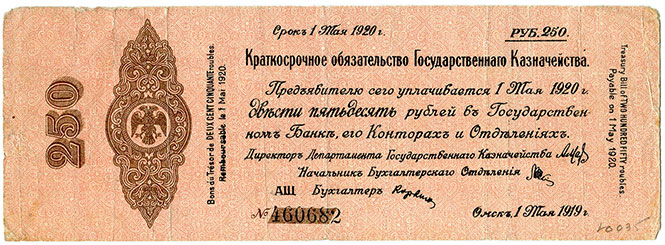 250
Bons du Trésor de DEUX CENT CINQUANTE roubles.
Remboursable le 1 Mai 1920.
Срокъ 1 Мая 1920 г.
РУБ. 250.
Краткосрочное обязательство Государственнаго Казначейства.
Предъявителю сего уплачивается 1 Мая 1920 г.
двѣсти пятьдесять рублей въ Государствен-
номъ Банкѣ, его Конторахъ и Отдѣленіяхъ.
Директоръ Департамента Государственнаго Казначейства
Начальникъ Бухгалтерскаго Отдѣленія
АЩ Бухгалтеръ
№ 460682
Омскъ, 1 Мая 1919 г.
Treasury Bill of TWO HUNDRED FIFTY roubles.
Payable on 1 May 1920.